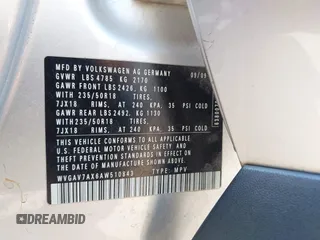 MFD BY VOLKSWAGEN AG GERMANY 09/09
GVWR LBS 4785 KG 2170
GAWR FRONT LBS 2426, KG 1100
WITH 235/50R18 TIRES,
7JX18 RIMS, AT 240 KPA, 35 PSI COLD
GAWR REAR LBS 2492, KG 1130
WITH 235/50R18 TIRES,
7JX18 RIMS, AT 240 KPA, 35 PSI COLD
THIS VEHICLE CONFORMS TO ALL APPLICABLE
U.S. FEDERAL MOTOR VEHICLE SAFETY AND
THEFT PREVENTION STANDARDS IN EFFECT ON
THE DATE OF MANUFACTURE SHOWN ABOVE.
WVGAV7AX6AW510843 TYPE: MPV
DREAMBID